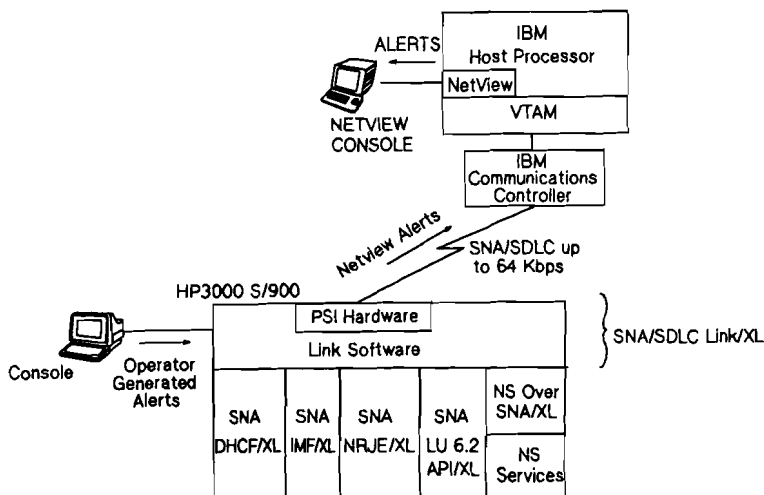 IBM
Host Processor
ALERTS
NetView
VTAM
NETVIEW
CONSOLE
IBM
Communications
Controller
Netview Alerts
SNA/SDLC up
to 64 Kbps
HP3000 S/900
PSI Hardware
Link Software
SNA/SDLC Link/XL
Console
Operator
Generated
Alerts
SNA
DHCF/XL
SNA
IMF/XL
SNA
NRJE/XL
SNA
LU 6.2
API/XL
NS Over
SNA/XL
NS
Services